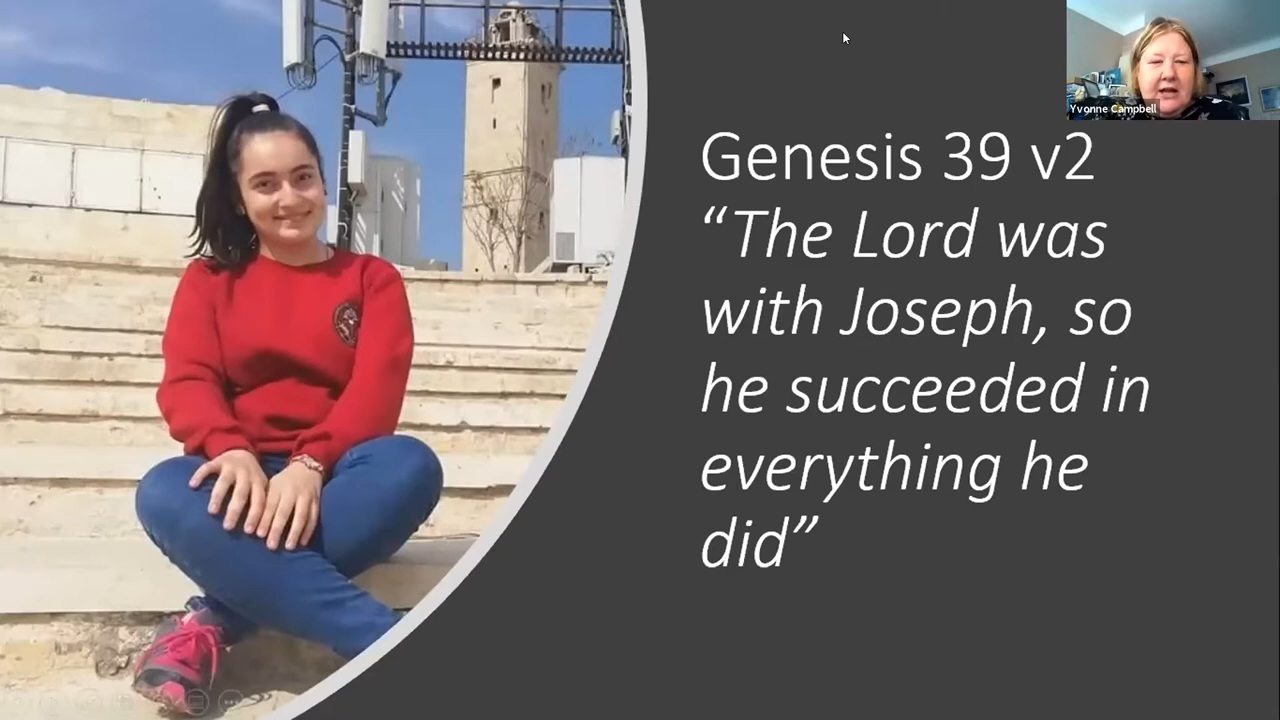 Yvonne Campbell
Genesis 39 v2
“The Lord was
with Joseph, so
he succeeded in
everything he
did”